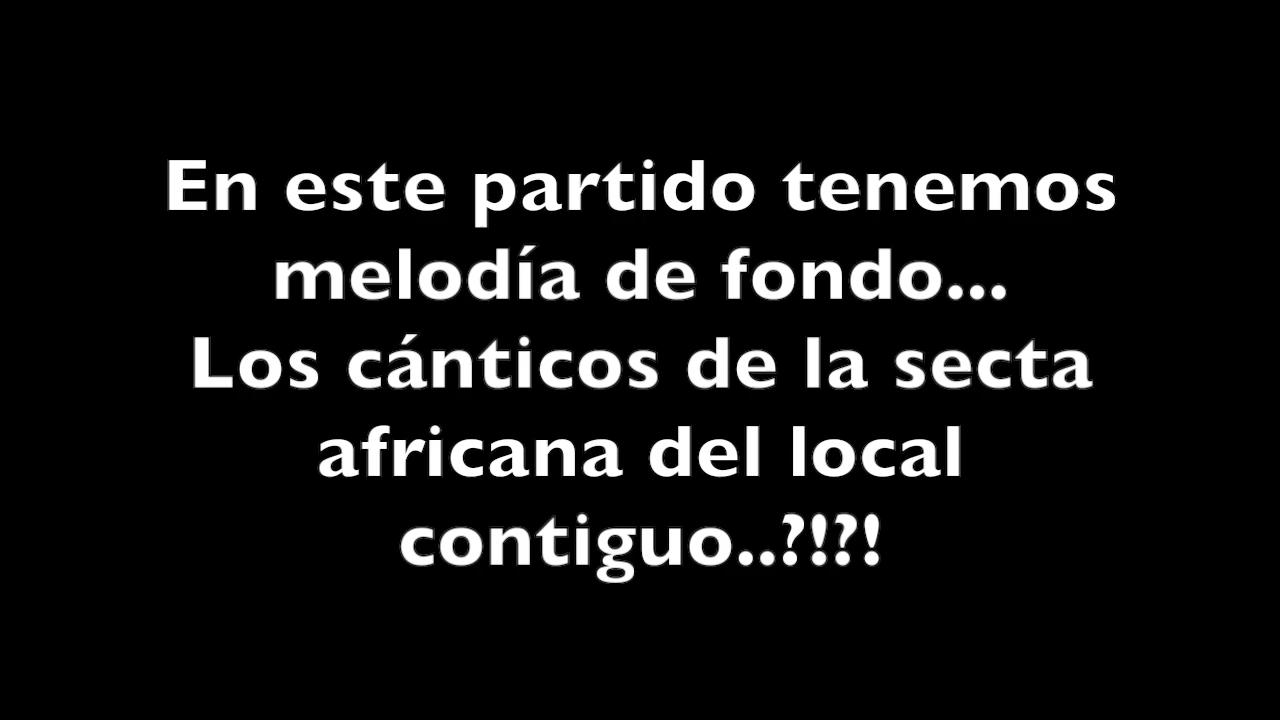 En este partido tenemos
melodía de fondo...
Los cánticos de la secta
africana del local
contiguo..?!?!